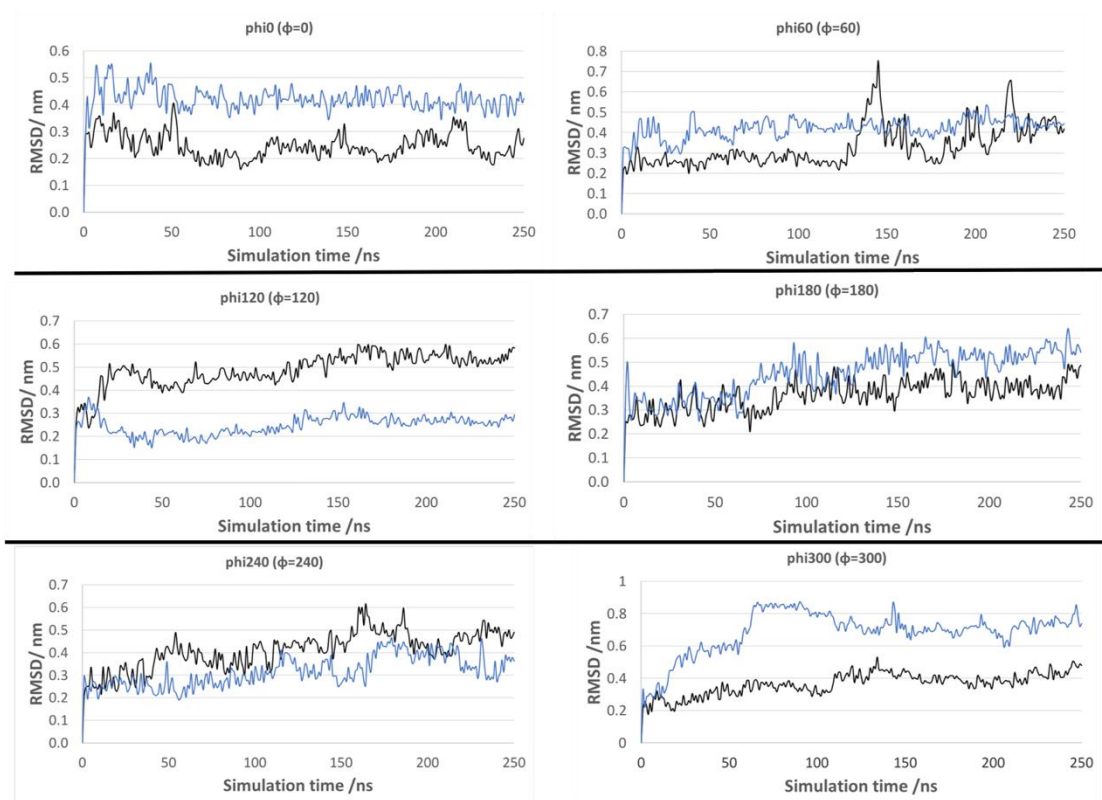 phi0 (ϕ=0)
RMSD/ nm
0.6
0.5
0.4
0.3
0.2
0.1
0.0
0 50 100 150 200 250
Simulation time /ns
phi60 (ϕ=60)
RMSD/ nm
0.8
0.7
0.6
0.5
0.4
0.3
0.2
0.1
0.0
0 50 100 150 200 250
Simulation time /ns
phi120 (ϕ=120)
RMSD/ nm
0.7
0.6
0.5
0.4
0.3
0.2
0.1
0.0
0 50 100 150 200 250
Simulation time /ns
phi180 (ϕ=180)
RMSD/ nm
0.7
0.6
0.5
0.4
0.3
0.2
0.1
0.0
0 50 100 150 200 250
Simulation time /ns
phi240 (ϕ=240)
RMSD/ nm
0.7
0.6
0.5
0.4
0.3
0.2
0.1
0.0
0 50 100 150 200 250
Simulation time /ns
phi300 (ϕ=300)
RMSD/ nm
1
0.8
0.6
0.4
0.2
0
0 50 100 150 200 250
Simulation time /ns